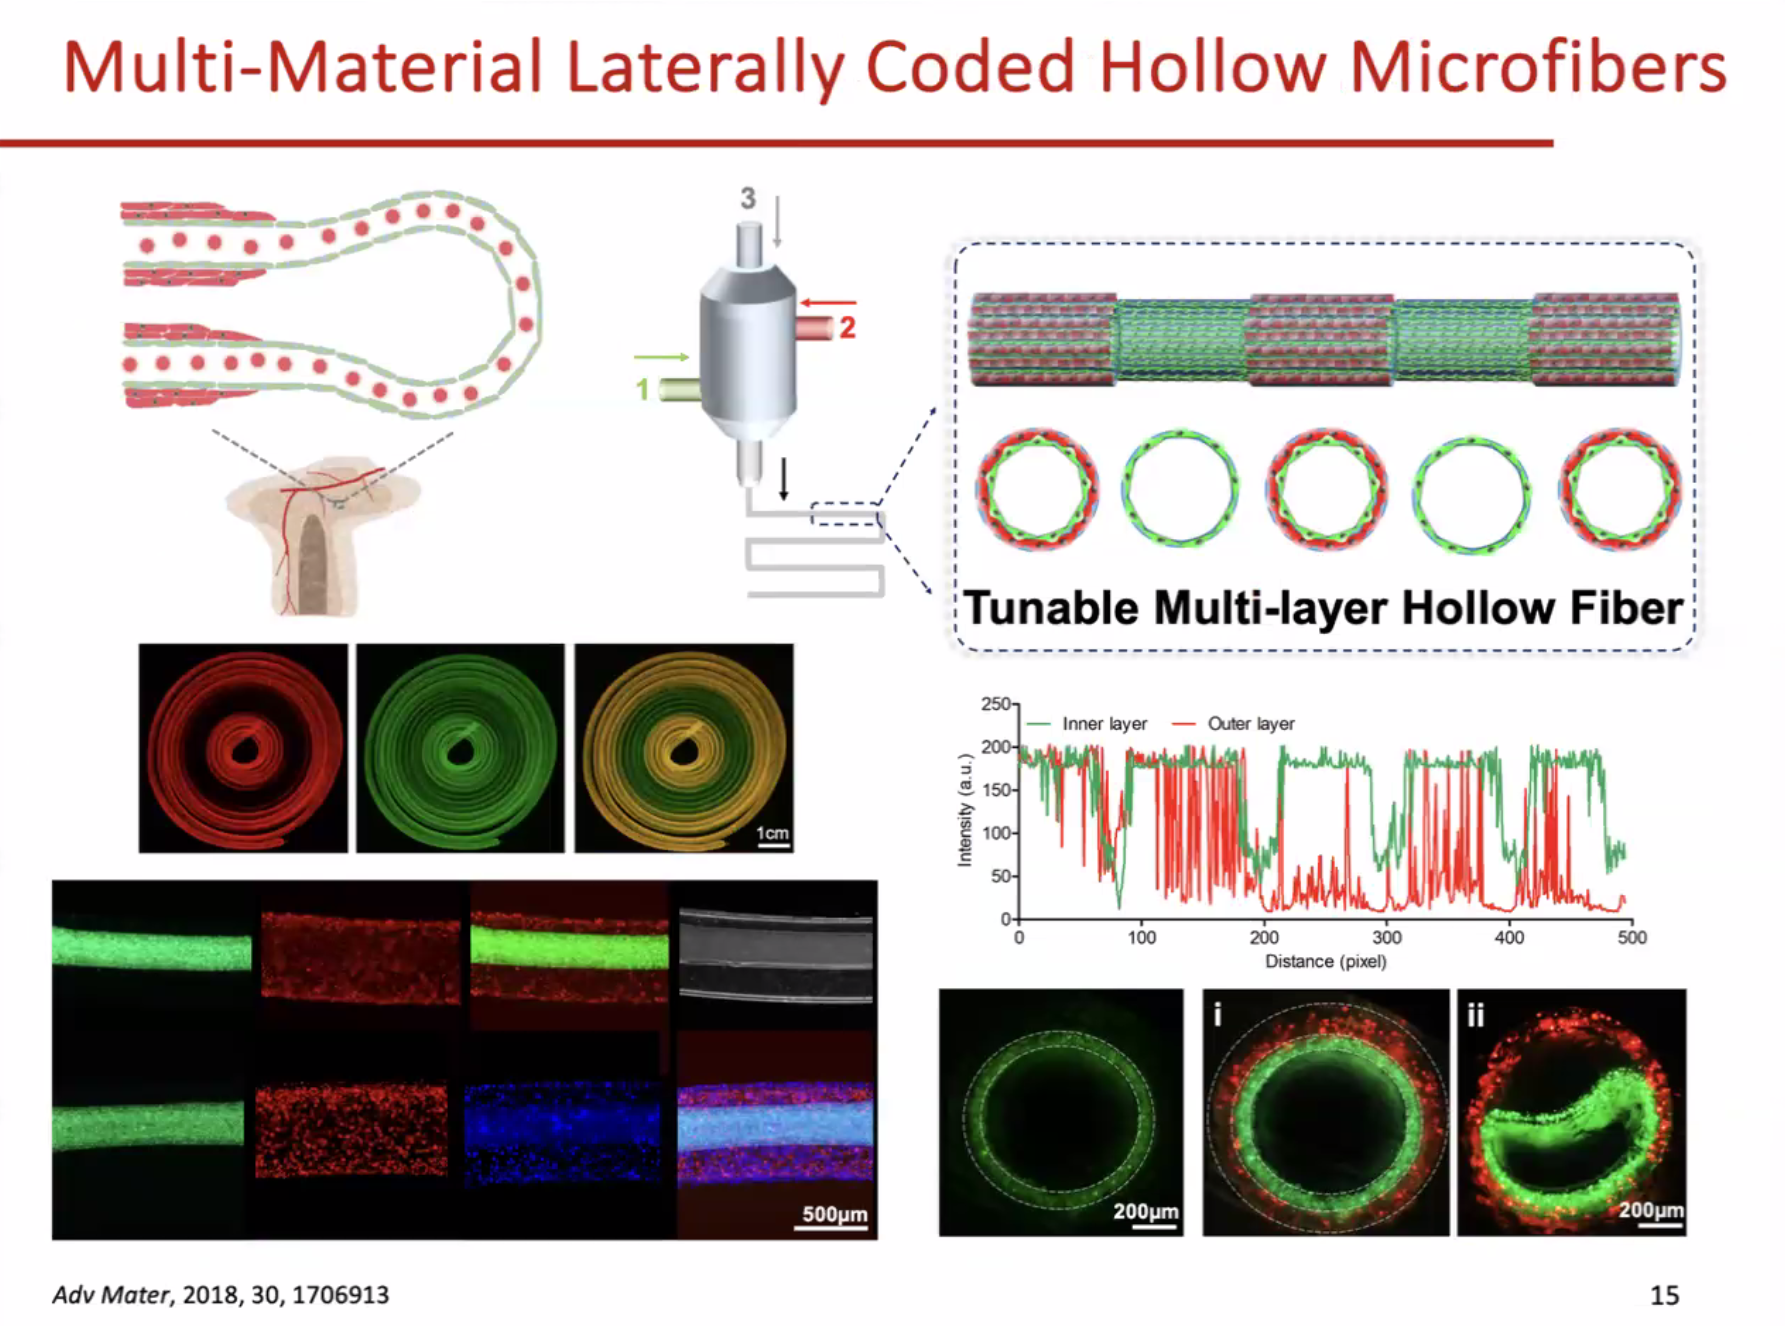 Multi-Material Laterally Coded Hollow Microfibers
3
2
1
Tunable Multi-layer Hollow Fiber
1cm
250
200
150
100
50
0
Intensity (a.u.)
Inner layer
Outer layer
0
100
200
300
400
500
Distance (pixel)
500μm
200μm
i
ii
200μm
Adv Mater, 2018, 30, 1706913
15